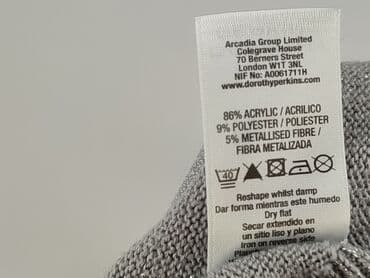 Arcadia Group Limited
Colegrave House
70 Berners Street
London W1T 3NL
NIF No: A0061711H
www.dorothyperkins.com
86% ACRYLIC / ACRILICO
9% POLYESTER / POLIESTER
5% METALLISED FIBRE /
FIBRA METALIZADA
40
Reshape whilst damp
Dar forma mientras este humedo
Dry flat
Secar extendido en
un sitio liso y plano
Iron on reverse side